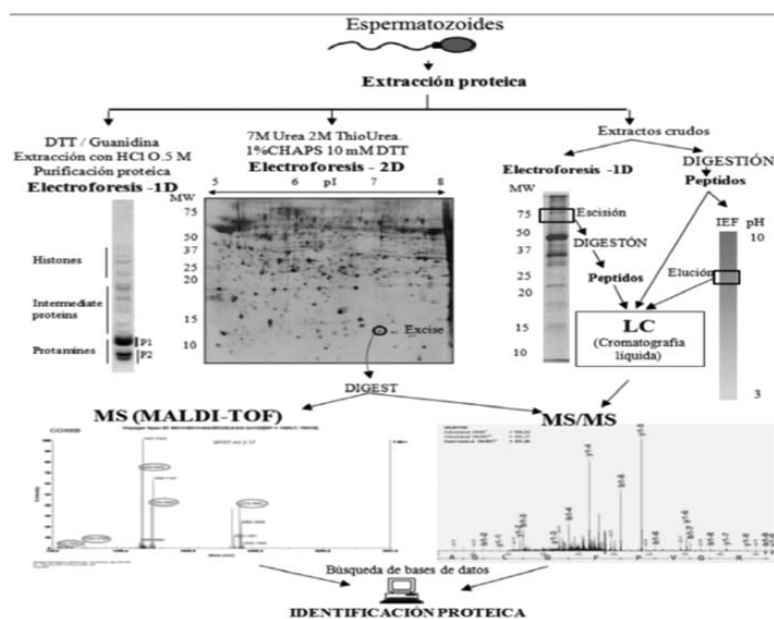 Espermatozoides
Extracción proteica
DTT / Guanidina
Extracción con HCl O.5 M
Purificación proteica
Electroforesis -1D
Histones
Intermediate
proteins
Protamines
P1
P2
7M Urea 2M ThioUrea.
1%CHAPS 10 mM DTT
Electroforesis - 2D
5 6 pI 7 8
MW
75
50
37
25
20
15
10
Excise
Extractos crudos
Electroforesis -1D
MW
75
50
37
25
20
15
10
Escisión
DIGESTÓN
Peptidos
DIGESTIÓN
Peptidos
IEF pH
10
3
Elución
LC
(Cromatografía
líquida)
DIGEST
MS (MALDI-TOF)
MS/MS
Búsqueda de bases de datos
IDENTIFICACIÓN PROTEICA